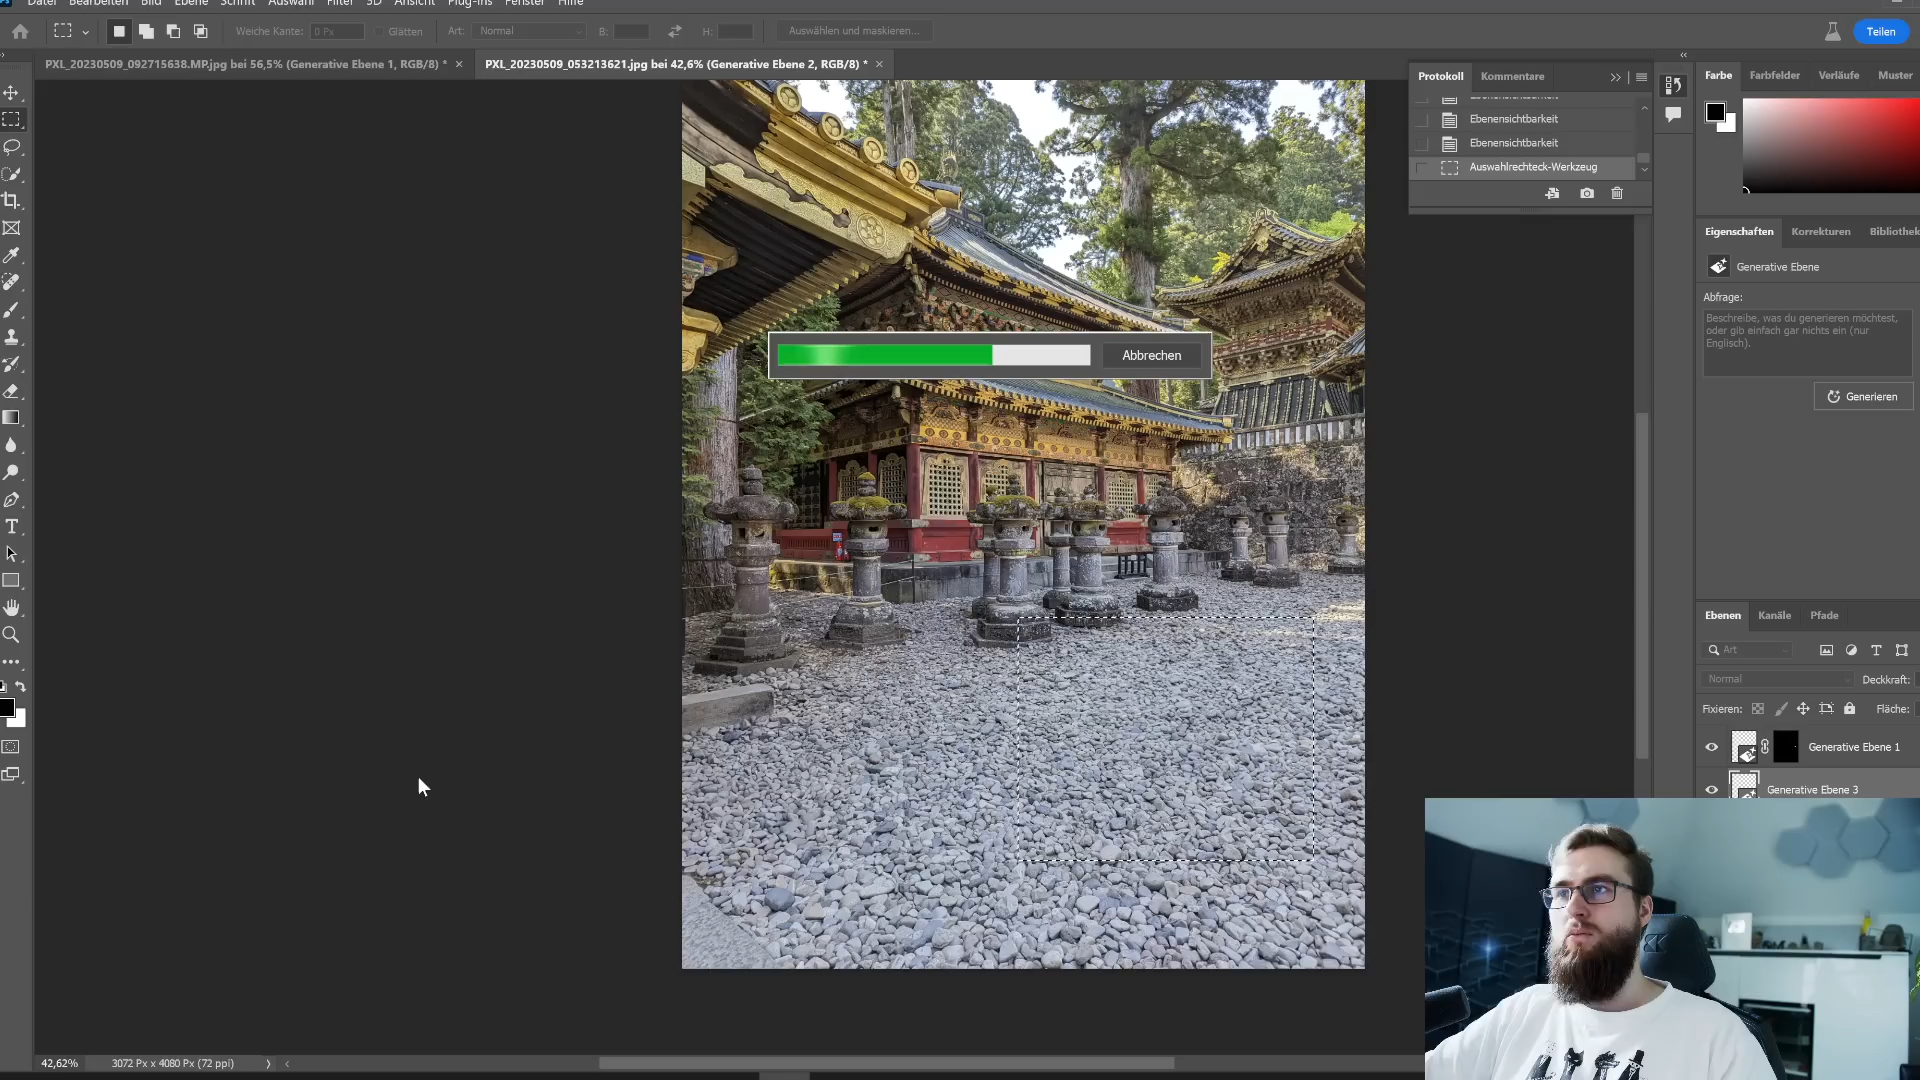 Datei Bearbeiten Bild Ebene Schrift Auswahl Filter 3D Ansicht Plug-ins Fenster Hilfe
Weiche Kante: 0 Px Glätten Art: Normal B: H: Auswählen und maskieren... Teilen
PXL_20230509_092715638.MP.jpg bei 56,5% (Generative Ebene 1, RGB/8) * ×
PXL_20230509_053213621.jpg bei 42,6% (Generative Ebene 2, RGB/8) * ×
Protokoll Kommentare
Ebenensichtbarkeit
Ebenensichtbarkeit
Ebenensichtbarkeit
Auswahlrechteck-Werkzeug
Farbe Farbfelder Verläufe Muster
Eigenschaften Korrekturen Bibliothek
Generative Ebene
Abfrage:
Beschreibe, was du generieren möchtest,
oder gib einfach gar nichts ein (nur
Englisch).
Generieren
Abbrechen
Ebenen Kanäle Pfade
Art
Normal Deckkraft:
Fixieren: Fläche:
Generative Ebene 1
Generative Ebene 3
42,62% 3072 Px x 4080 Px (72 ppi)